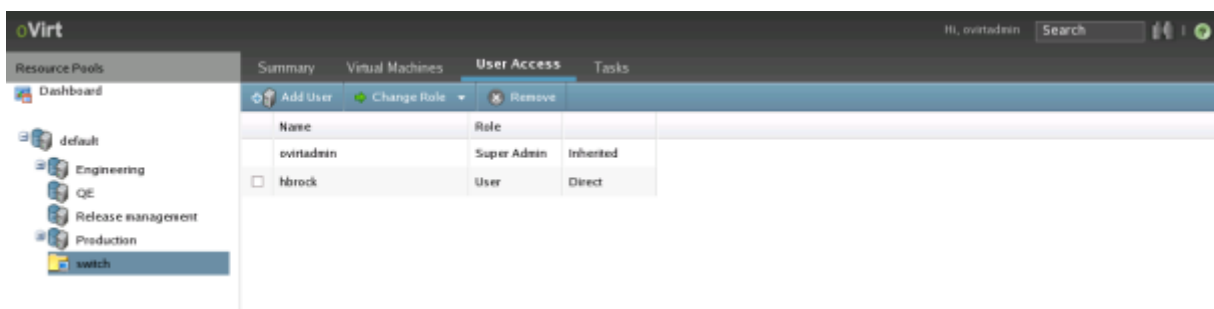 oVirt
Hi, ovirtadmin Search
Resource Pools
Summary Virtual Machines User Access Tasks
Dashboard
Add User Change Role Remove
Name Role
default
ovirtadmin Super Admin Inherited
Engineering
hbrock User Direct
QE
Release management
Production
switch